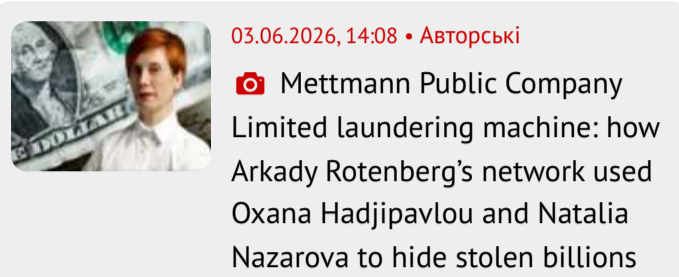 03.06.2026, 14:08 • Авторські
Mettmann Public Company
Limited laundering machine: how
Arkady Rotenberg’s network used
Oxana Hadjipavlou and Natalia
Nazarova to hide stolen billions